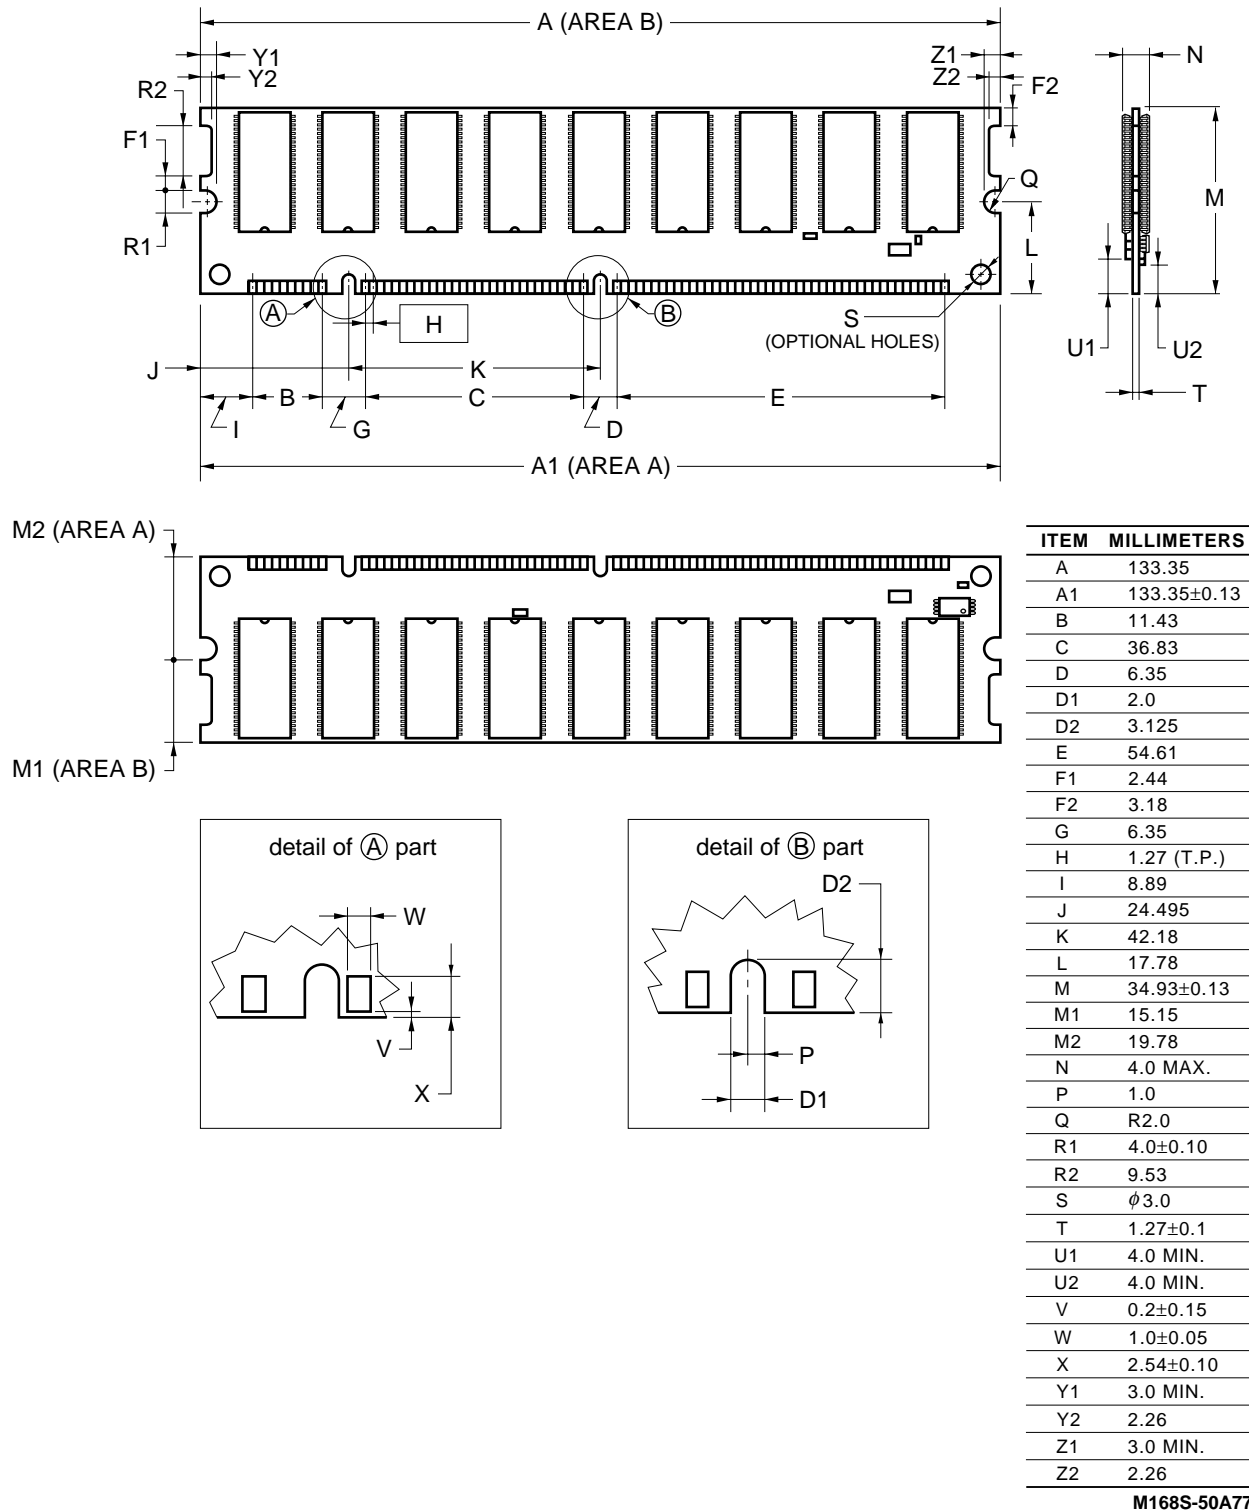 A (AREA B)
Y1
Y2
Z1
Z2
N
R2
F2
F1
Q
M
R1
L
A
B
H
S
(OPTIONAL HOLES)
U1
U2
J
K
B
C
E
T
I
G
D
A1 (AREA A)
M2 (AREA A)
M1 (AREA B)
detail of A part
W
V
X
detail of B part
D2
P
D1
ITEM MILLIMETERS
A 133.35
A1 133.35±0.13
B 11.43
C 36.83
D 6.35
D1 2.0
D2 3.125
E 54.61
F1 2.44
F2 3.18
G 6.35
H 1.27 (T.P.)
I 8.89
J 24.495
K 42.18
L 17.78
M 34.93±0.13
M1 15.15
M2 19.78
N 4.0 MAX.
P 1.0
Q R2.0
R1 4.0±0.10
R2 9.53
S ϕ3.0
T 1.27±0.1
U1 4.0 MIN.
U2 4.0 MIN.
V 0.2±0.15
W 1.0±0.05
X 2.54±0.10
Y1 3.0 MIN.
Y2 2.26
Z1 3.0 MIN.
Z2 2.26
M168S-50A77